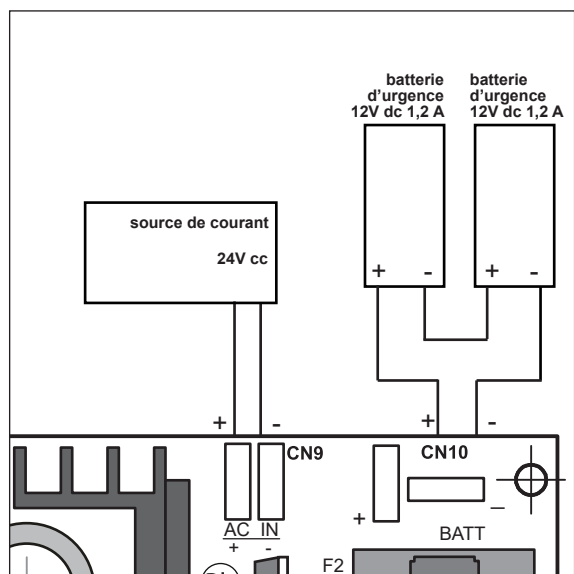 batterie
d’urgence
12V dc 1,2 A
batterie
d’urgence
12V dc 1,2 A
source de courant
24V cc
+ - + -
+ - + -
CN9 CN10
+ –
AC IN
+ -
BATT
F2